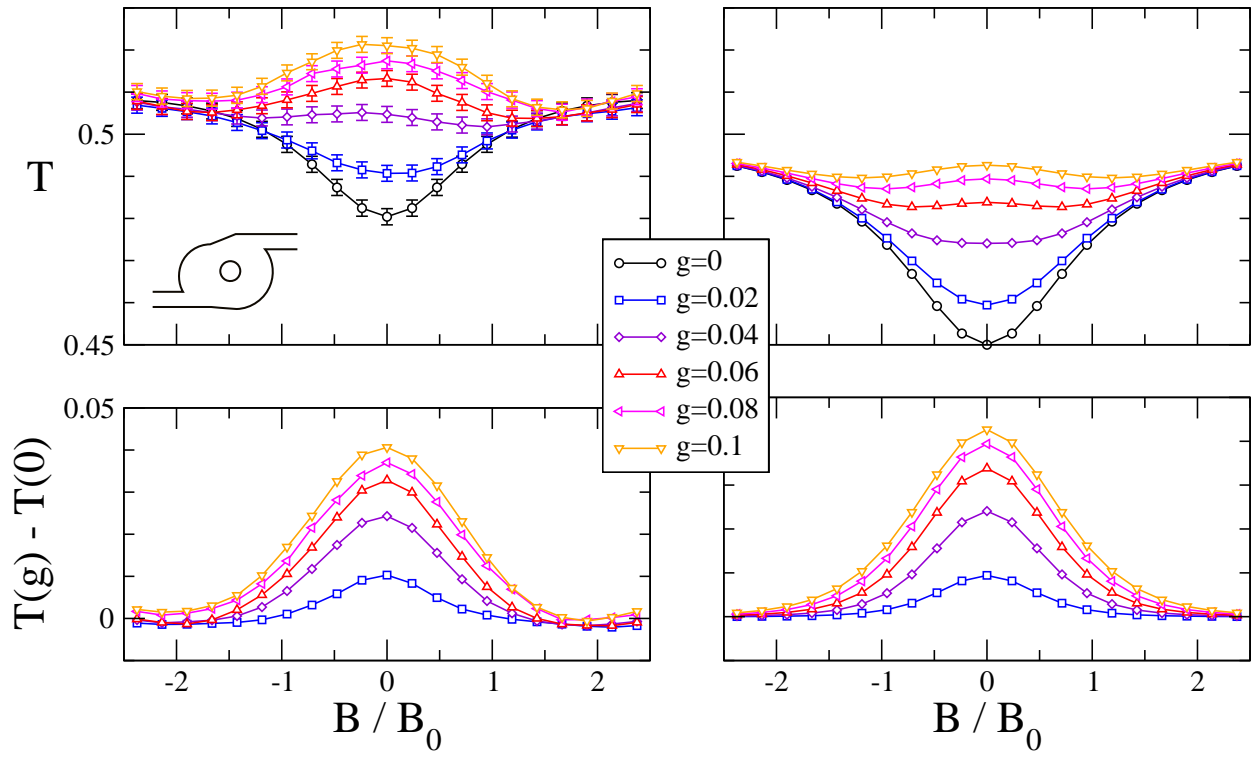 T
0.5
0.45
g=0
g=0.02
g=0.04
g=0.06
g=0.08
g=0.1
T(g) - T(0)
0.05
0
-2 -1 0 1 2
-2 -1 0 1 2
B / B₀
B / B₀